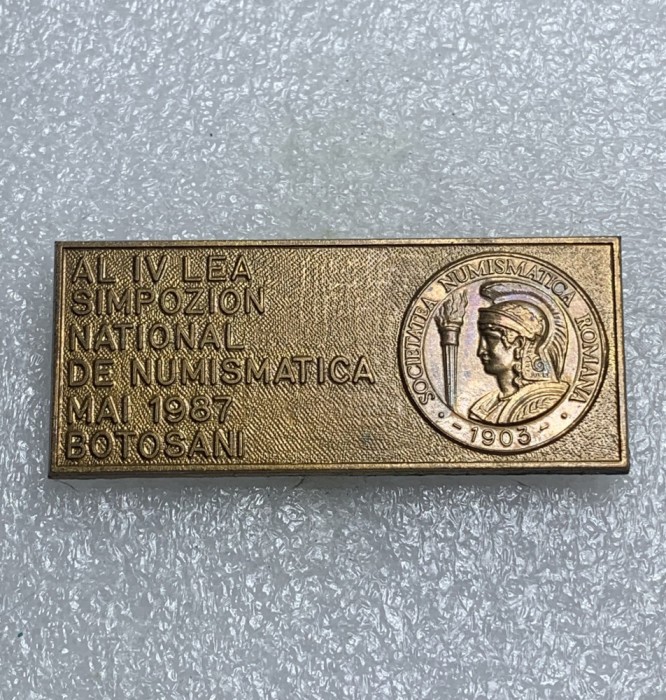 AL IV LEA
SIMPOZION
NATIONAL
DE NUMISMATICA
MAI 1987
BOTOSANI
SOCIETATEA NUMISMATICA ROMANA
· 1903 ·